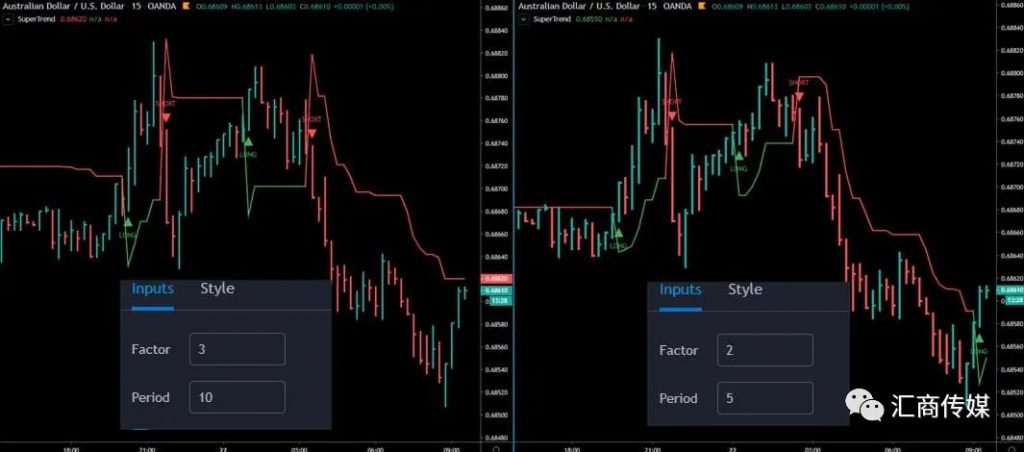 Australian Dollar / U.S. Dollar · 15 OANDA O0.68609 H0.68613 L0.68603 C0.68610 +0.00001 (+0.00%)
SuperTrend 0.68620 n/a n/a
0.68860
0.68840
0.68820
0.68800
0.68780
SHORT
SHORT
0.68760
0.68740
LONG
0.68720
0.68700
0.68680
LONG
0.68660
0.68640
0.68620
0.68610
13:28
0.68580
0.68560
0.68540
0.68520
0.68500
0.68480
Inputs Style
Factor 3
Period 10
18:00 21:00 22 03:00 06:00 09:00
Australian Dollar / U.S. Dollar · 15 OANDA O0.68609 H0.68613 L0.68603 C0.68610 +0.00001 (+0.00%)
SuperTrend 0.68550 n/a n/a
0.68860
0.68840
0.68820
0.68800
SHORT
0.68780
SHORT
0.68760
0.68740
LONG
0.68720
0.68700
0.68680
0.68660
LONG
0.68640
0.68620
0.68610
13:28
0.68580
0.68560
LONG
0.68540
0.68520
0.68500
0.68480
Inputs Style
Factor 2
Period 5
汇商传媒
18:00 21:00 22 03:00 06:00 09:00